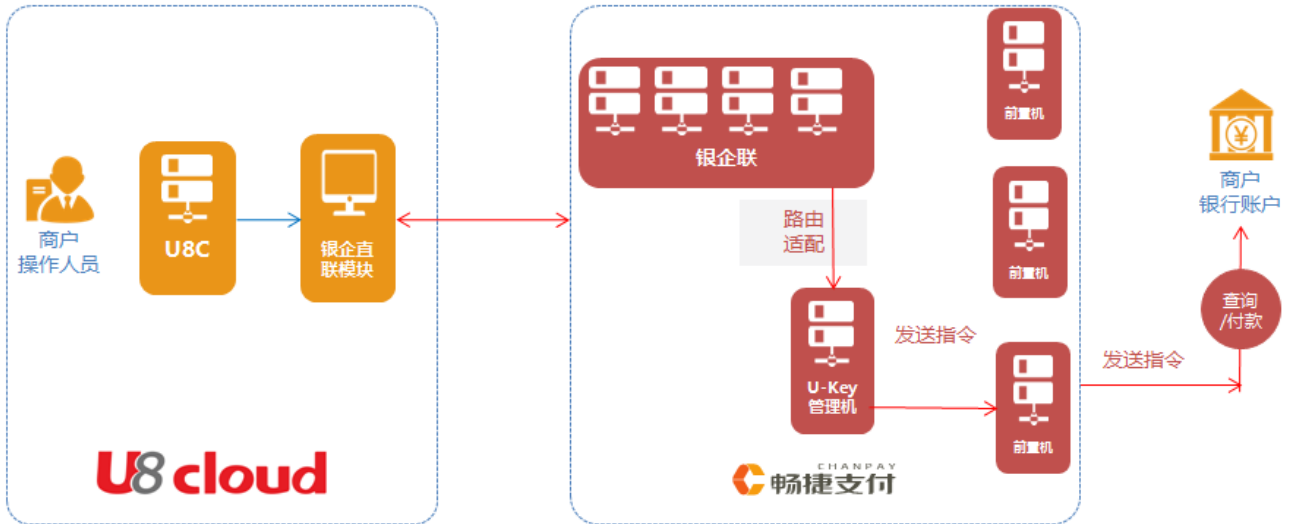 商户
操作人员
U8C
银企直
联模块
U8 cloud
银企联
路由
适配
U-Key
管理机
发送指令
前置机
前置机
前置机
CHANPAY
畅捷支付
发送指令
查询
/付款
商户
银行账户